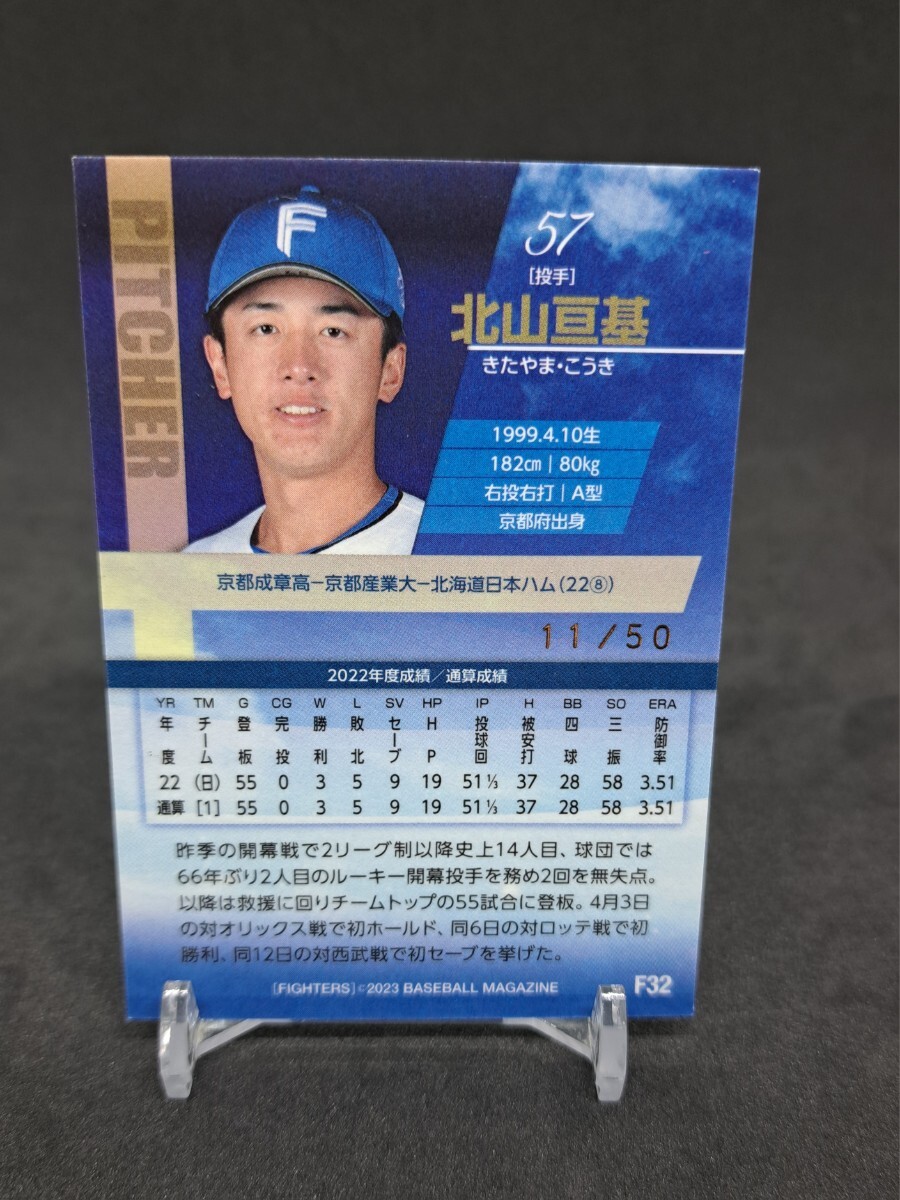 PITCHER
F
57
[投手]
北山亘基
きたやま・こうき
1999.4.10生
182㎝｜80kg
右投右打｜A型
京都府出身
京都成章高ー京都産業大ー北海道日本ハム(22⑧)
11/50
2022年度成績／通算成績
YR TM G CG W L SV HP IP H BB SO ERA
年度 チーム 登板 完投 勝利 敗北 セーブ HP 投球回 被安打 四球 三振 防御率
22 (日) 55 0 3 5 9 19 51⅓ 37 28 58 3.51
通算 [1] 55 0 3 5 9 19 51⅓ 37 28 58 3.51
昨季の開幕戦で2リーグ制以降史上14人目、球団では
66年ぶり2人目のルーキー開幕投手を務め2回を無失点。
以降は救援に回りチームトップの55試合に登板。4月3日
の対オリックス戦で初ホールド、同6日の対ロッテ戦で初
勝利、同12日の対西武戦で初セーブを挙げた。
[FIGHTERS] ©2023 BASEBALL MAGAZINE
F32